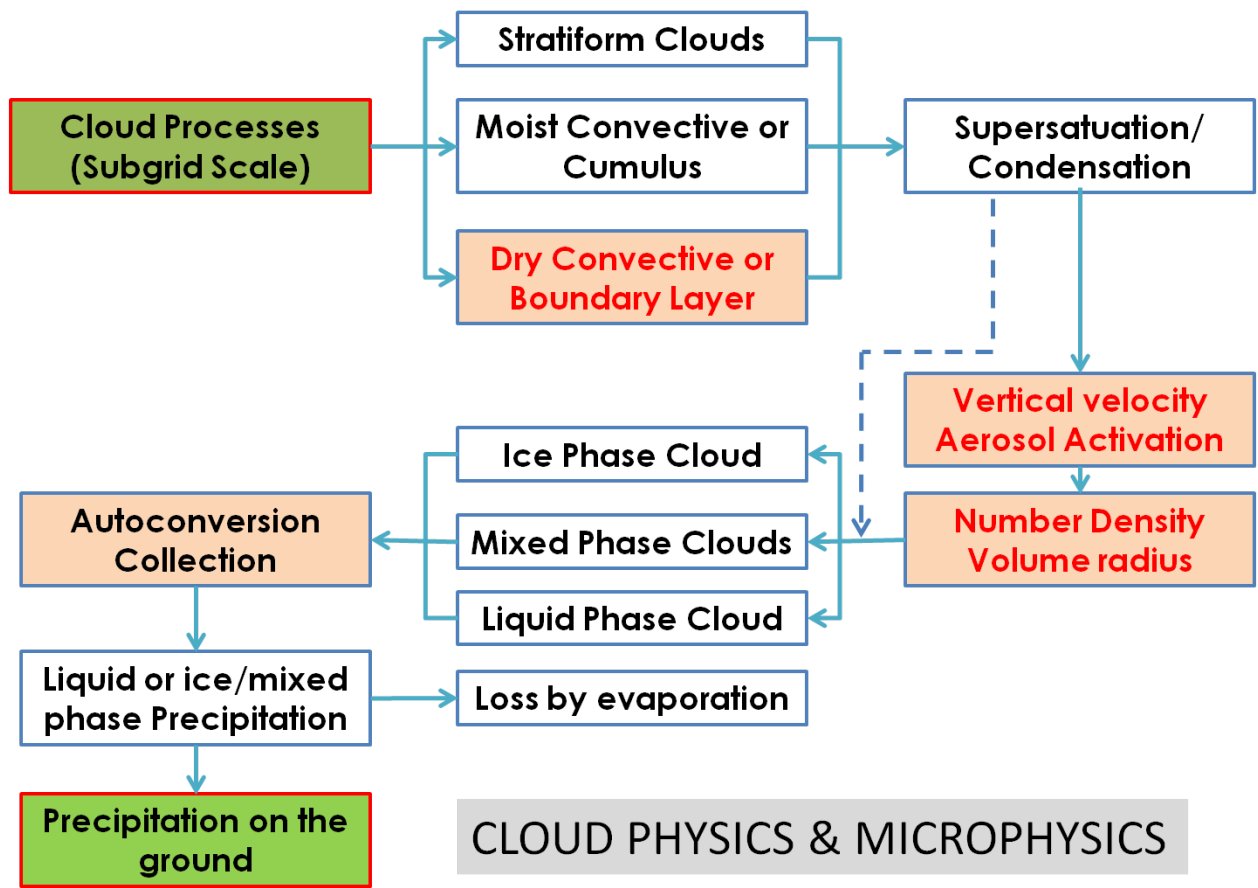 Stratiform Clouds
Cloud Processes
(Subgrid Scale)
Moist Convective or
Cumulus
Supersatuation/
Condensation
Dry Convective or
Boundary Layer
Vertical velocity
Aerosol Activation
Ice Phase Cloud
Autoconversion
Collection
Mixed Phase Clouds
Number Density
Volume radius
Liquid Phase Cloud
Liquid or ice/mixed
phase Precipitation
Loss by evaporation
Precipitation on the
ground
CLOUD PHYSICS & MICROPHYSICS